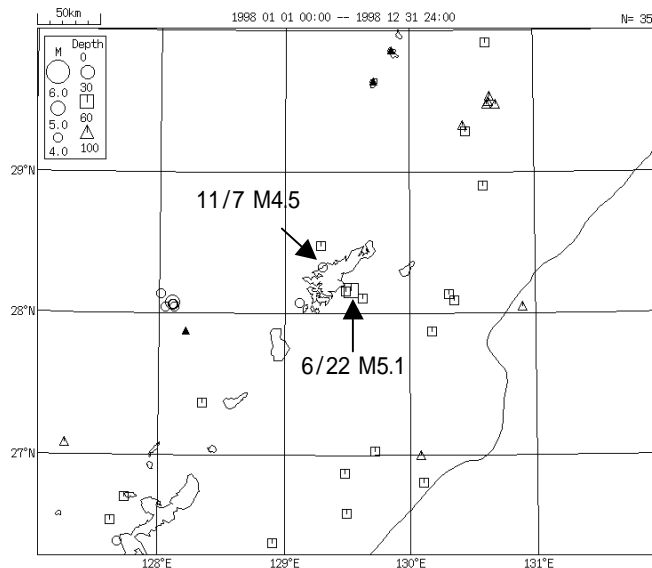 50km
1998 01 01 00:00 -- 1998 12 31 24:00
N= 35
M Depth
0
30
6.0
60
5.0
100
4.0
29°N
11/7 M4.5
28°N
6/22 M5.1
27°N
128°E 129°E 130°E 131°E